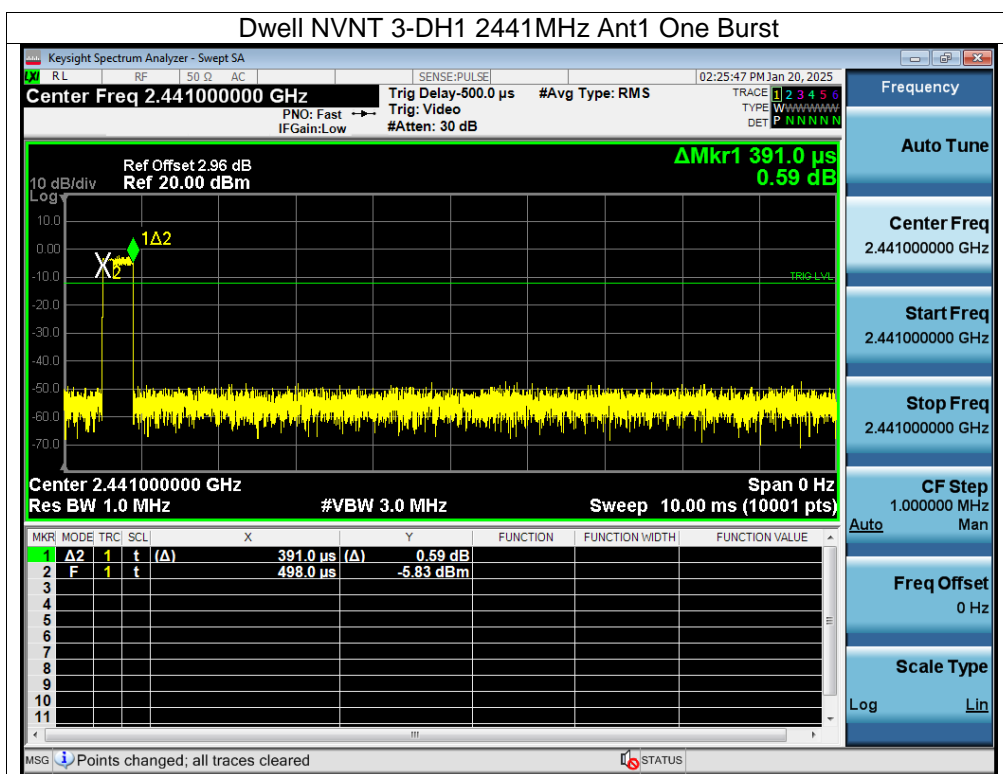 Dwell NVNT 3-DH1 2441MHz Ant1 One Burst
Keysight Spectrum Analyzer - Swept SA
LXI RL RF 50 Ω AC SENSE:PULSE 02:25:47 PM Jan 20, 2025
Center Freq 2.441000000 GHz
PNO: Fast
IFGain:Low
Trig Delay-500.0 µs
Trig: Video
#Atten: 30 dB
#Avg Type: RMS
TRACE 1 2 3 4 5 6
TYPE WWWWWW
DET P N N N N N
ΔMkr1 391.0 µs
0.59 dB
Ref Offset 2.96 dB
10 dB/div Ref 20.00 dBm
Log
10.0
0.00
-10.0
-20.0
-30.0
-40.0
-50.0
-60.0
-70.0
1Δ2
X2
TRIG LVL
Center 2.441000000 GHz Span 0 Hz
Res BW 1.0 MHz #VBW 3.0 MHz Sweep 10.00 ms (10001 pts)
MKR MODE TRC SCL X Y FUNCTION FUNCTION WIDTH FUNCTION VALUE
1 Δ2 1 t (Δ) 391.0 µs (Δ) 0.59 dB
2 F 1 t 498.0 µs -5.83 dBm
3
4
5
6
7
8
9
10
11
MSG Points changed; all traces cleared STATUS
Frequency
Auto Tune
Center Freq
2.441000000 GHz
Start Freq
2.441000000 GHz
Stop Freq
2.441000000 GHz
CF Step
1.000000 MHz
Auto Man
Freq Offset
0 Hz
Scale Type
Log Lin